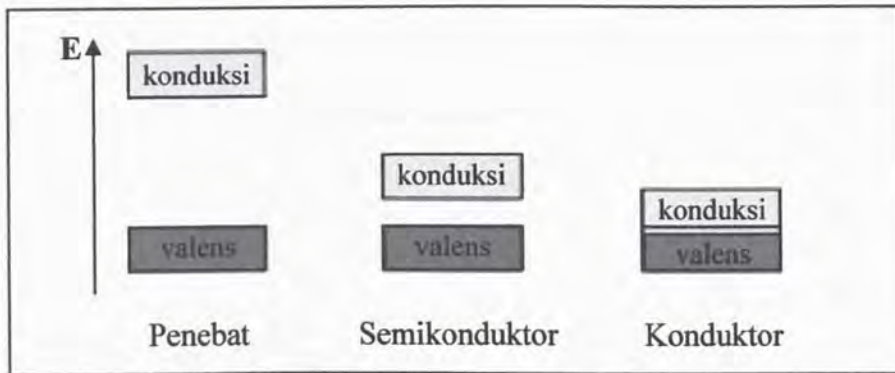 E
konduksi
konduksi
konduksi
valens
valens
valens
Penebat
Semikonduktor
Konduktor